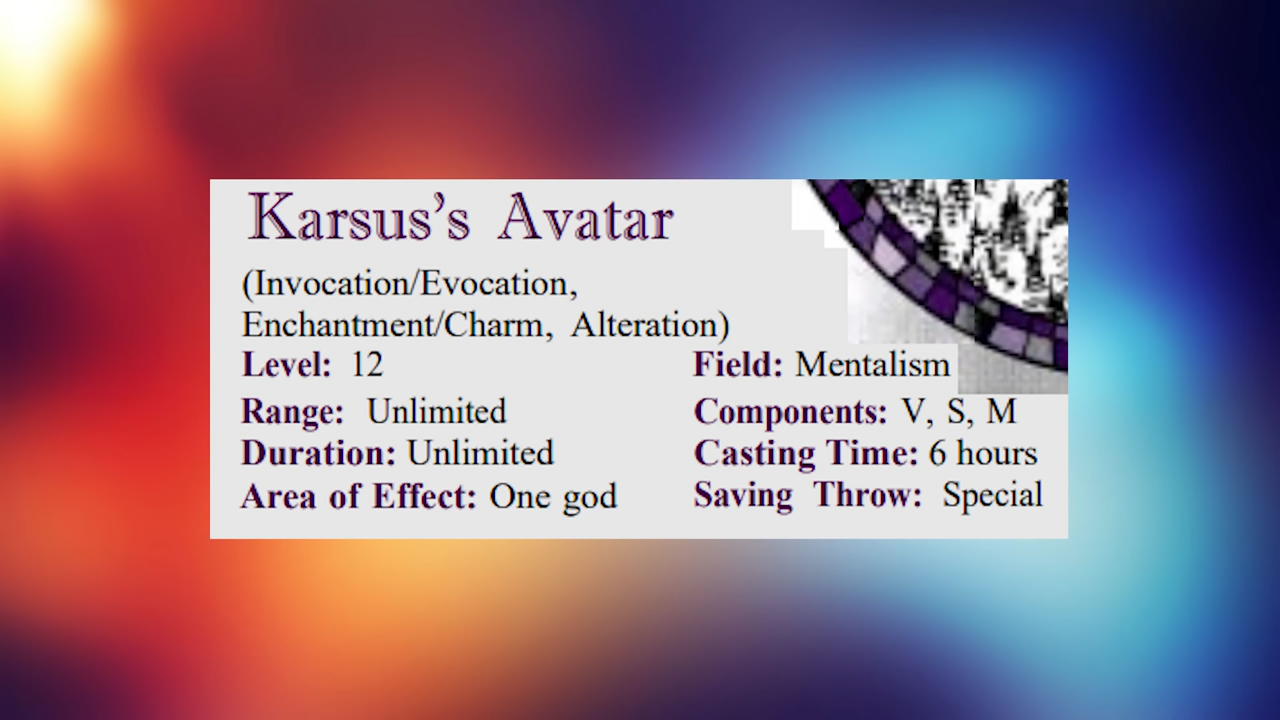 Karsus's Avatar
(Invocation/Evocation,
Enchantment/Charm, Alteration)
Level: 12
Field: Mentalism
Range: Unlimited
Components: V, S, M
Duration: Unlimited
Casting Time: 6 hours
Area of Effect: One god
Saving Throw: Special